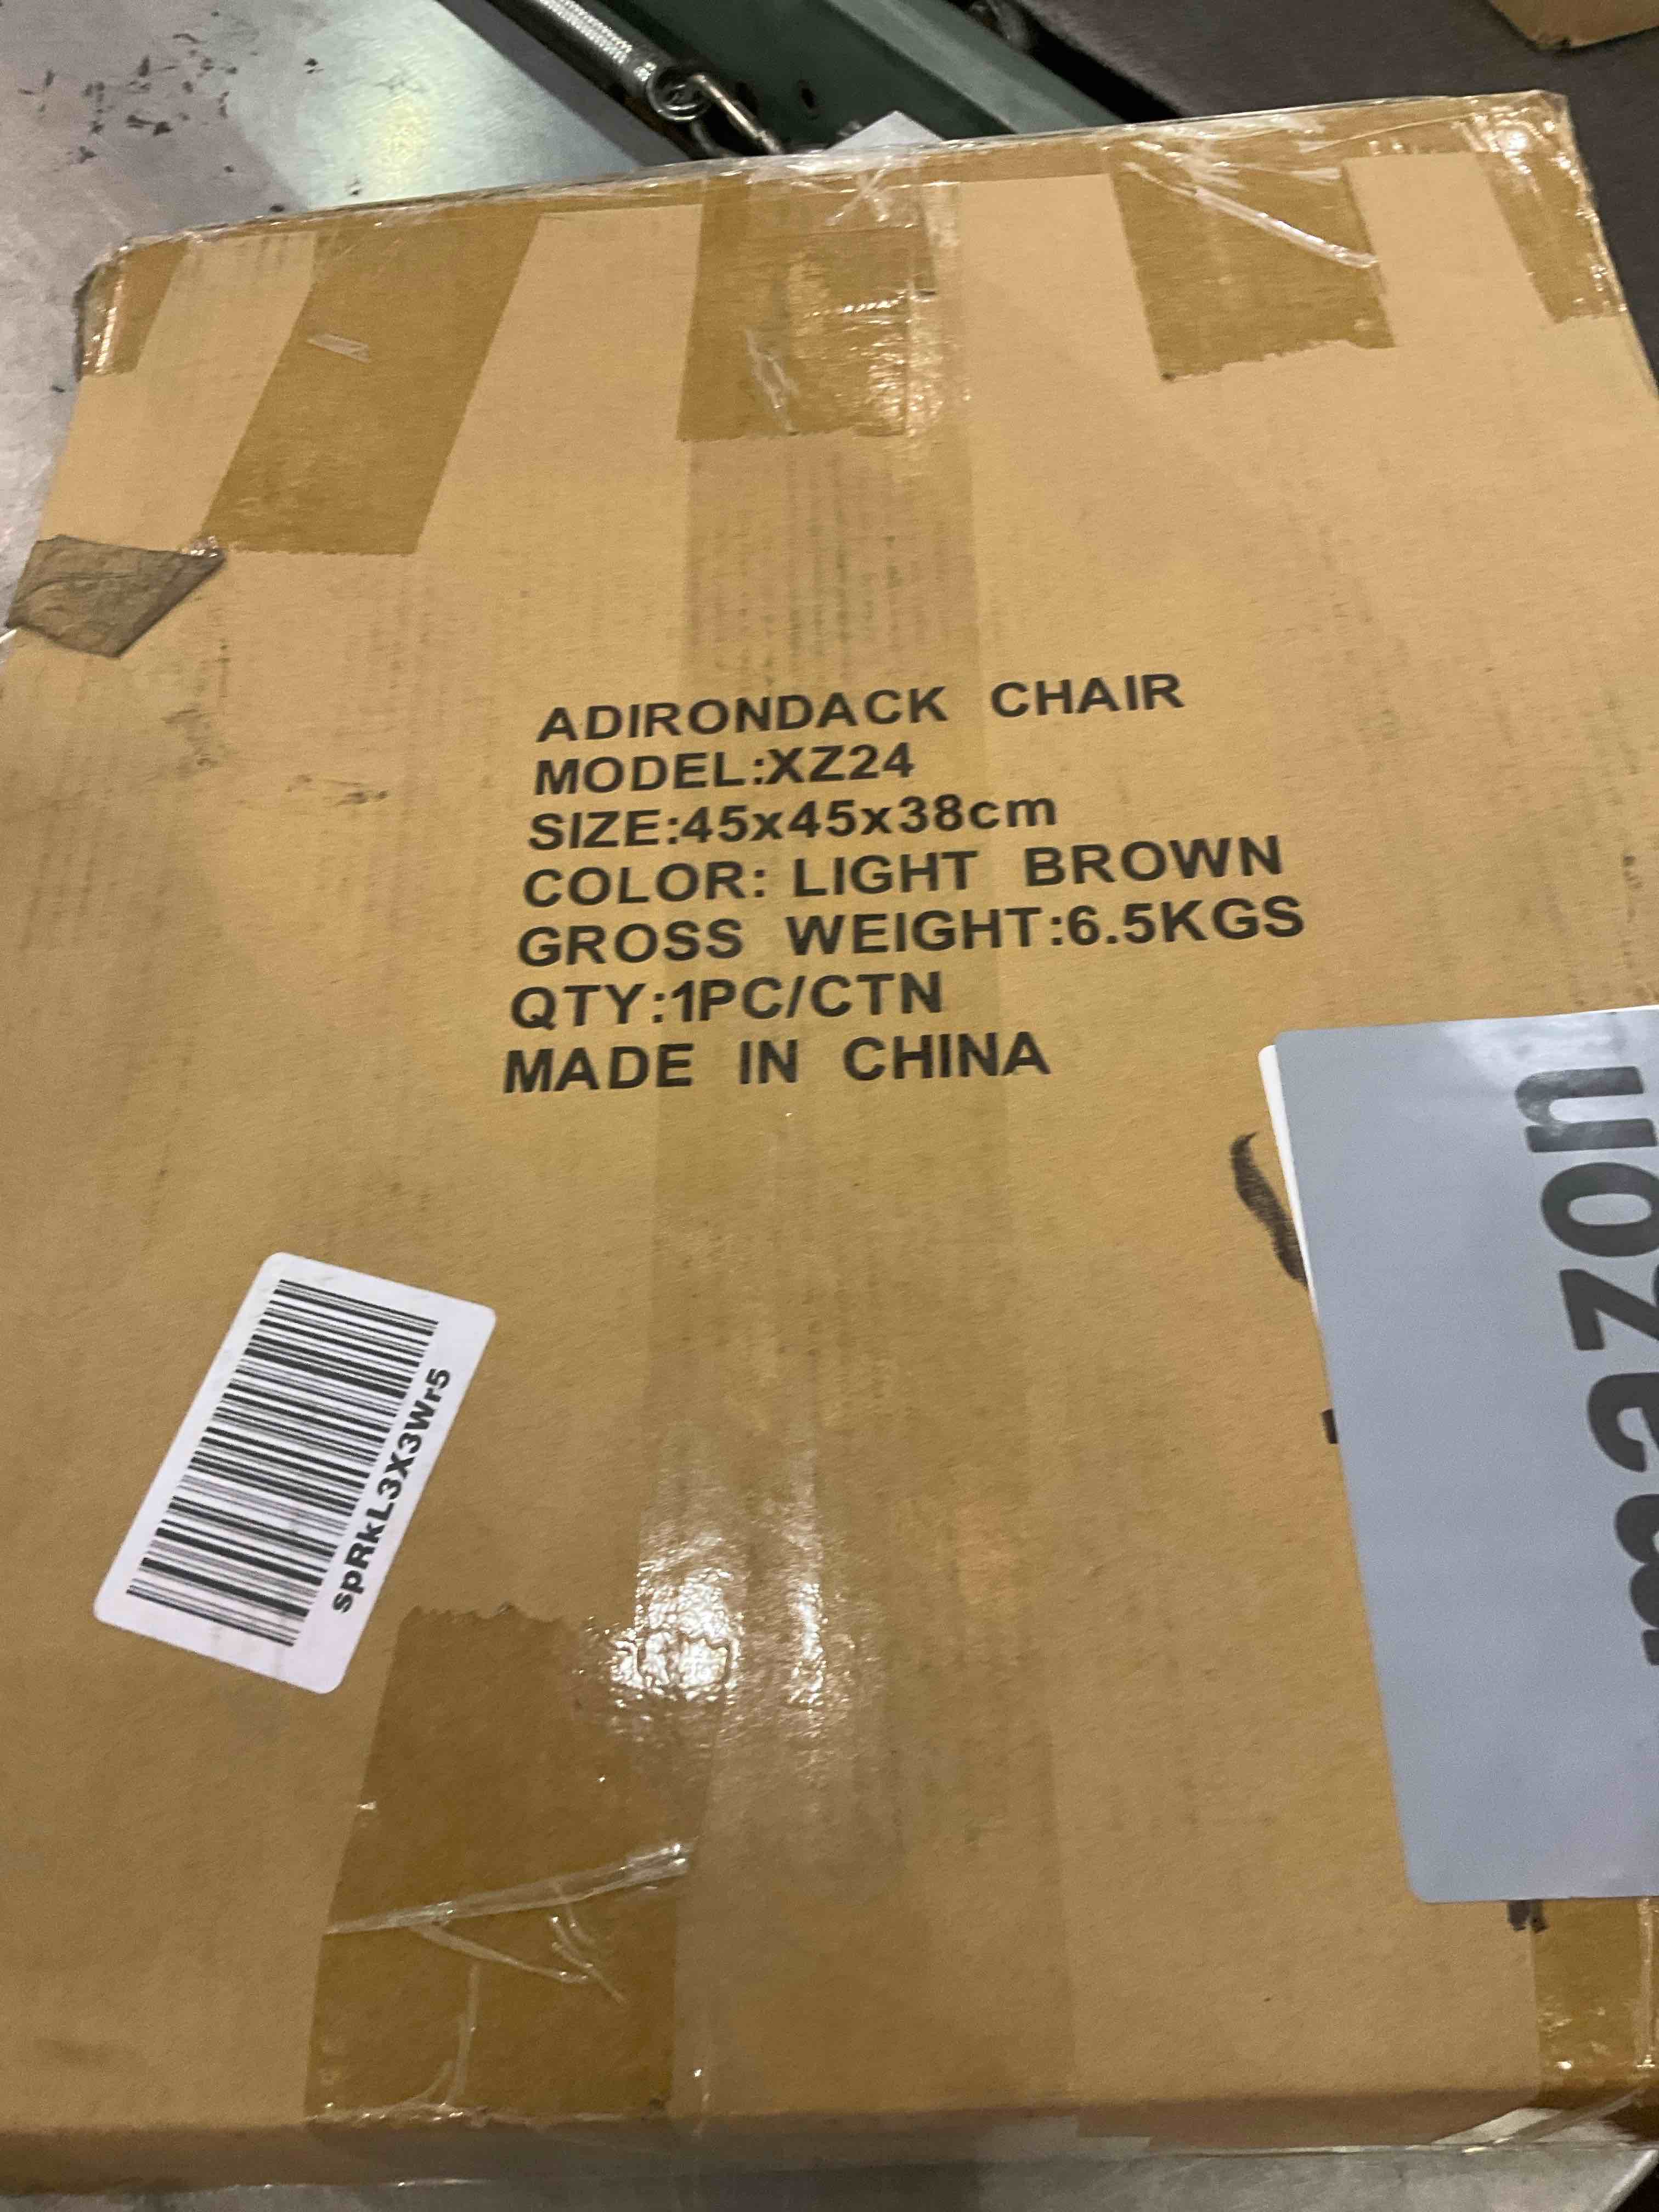 ADIRONDACK CHAIR
MODEL:XZ24
SIZE:45x45x38cm
COLOR: LIGHT BROWN
GROSS WEIGHT:6.5KGS
QTY:1PC/CTN
MADE IN CHINA
spRkL3X3Wr5
mazon